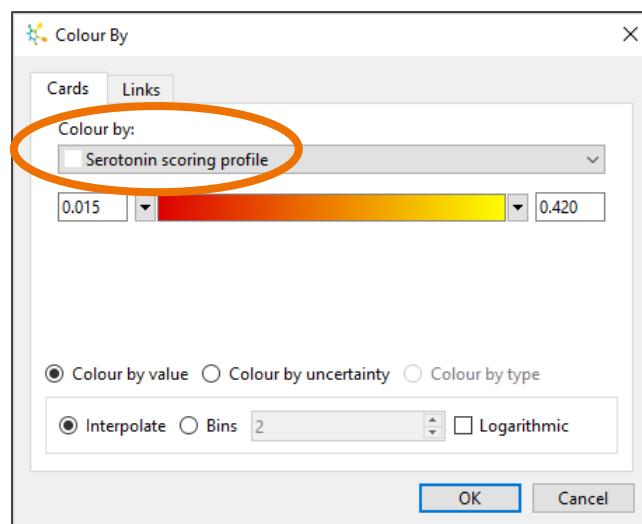 Colour By
Cards Links
Colour by:
Serotonin scoring profile
0.015 0.420
Colour by value Colour by uncertainty Colour by type
Interpolate Bins 2 Logarithmic
OK Cancel